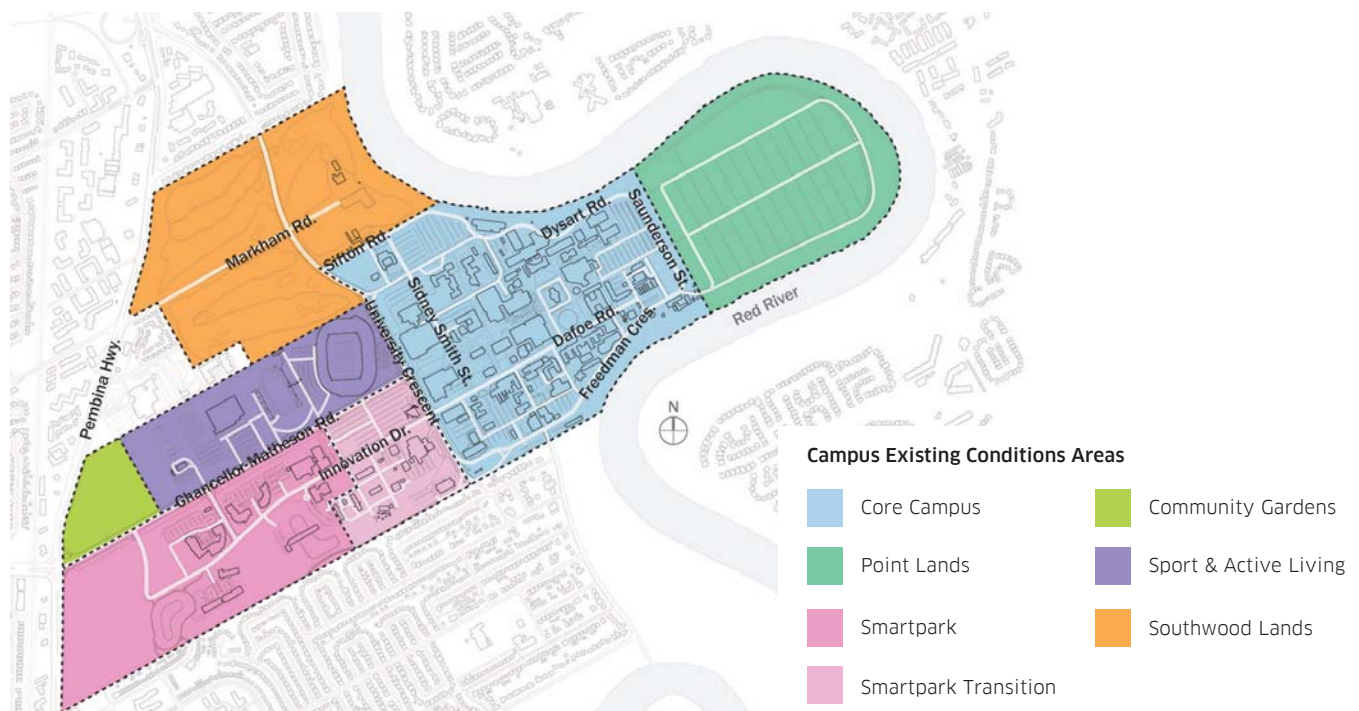 Markham Rd.
Sifton Rd.
Dysart Rd.
Saunderson St.
Sidney Smith St.
University Crescent
Dafoe Rd.
Freedman Cres.
Red River
Pembina Hwy.
Chancellor-Matheson Rd.
Innovation Dr
N
Campus Existing Conditions Areas
Core Campus
Community Gardens
Point Lands
Sport & Active Living
Smartpark
Southwood Lands
Smartpark Transition